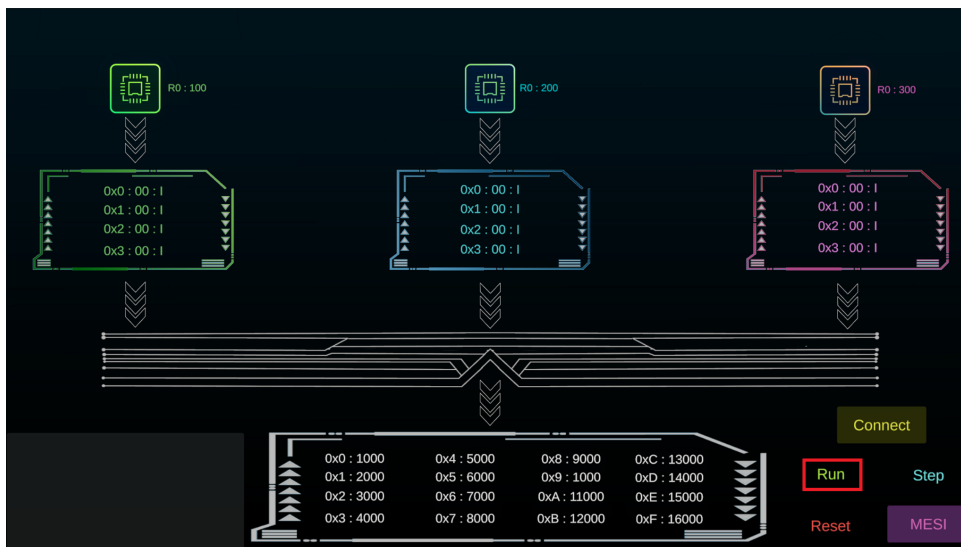 R0 : 100
R0 : 200
R0 : 300
0x0 : 00 : I
0x1 : 00 : I
0x2 : 00 : I
0x3 : 00 : I
0x0 : 00 : I
0x1 : 00 : I
0x2 : 00 : I
0x3 : 00 : I
0x0 : 00 : I
0x1 : 00 : I
0x2 : 00 : I
0x3 : 00 : I
0x0 : 1000 0x4 : 5000 0x8 : 9000 0xC : 13000
0x1 : 2000 0x5 : 6000 0x9 : 1000 0xD : 14000
0x2 : 3000 0x6 : 7000 0xA : 11000 0xE : 15000
0x3 : 4000 0x7 : 8000 0xB : 12000 0xF : 16000
Connect
Run
Step
Reset
MESI